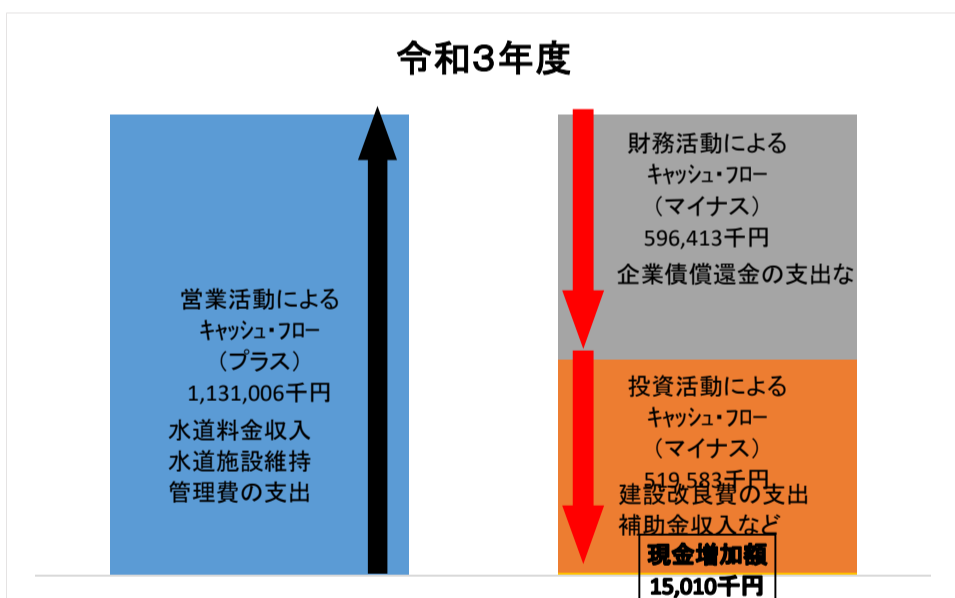 令和3年度
営業活動による
ｷｬｯｼｭ・ﾌﾛｰ
（プラス）
1,131,006千円
水道料金収入
水道施設維持
管理費の支出
財務活動による
ｷｬｯｼｭ・ﾌﾛｰ
（マイナス）
596,413千円
企業債償還金の支出な
投資活動による
ｷｬｯｼｭ・ﾌﾛｰ
（マイナス）
519,583千円
建設改良費の支出
補助金収入など
現金増加額
15,010千円